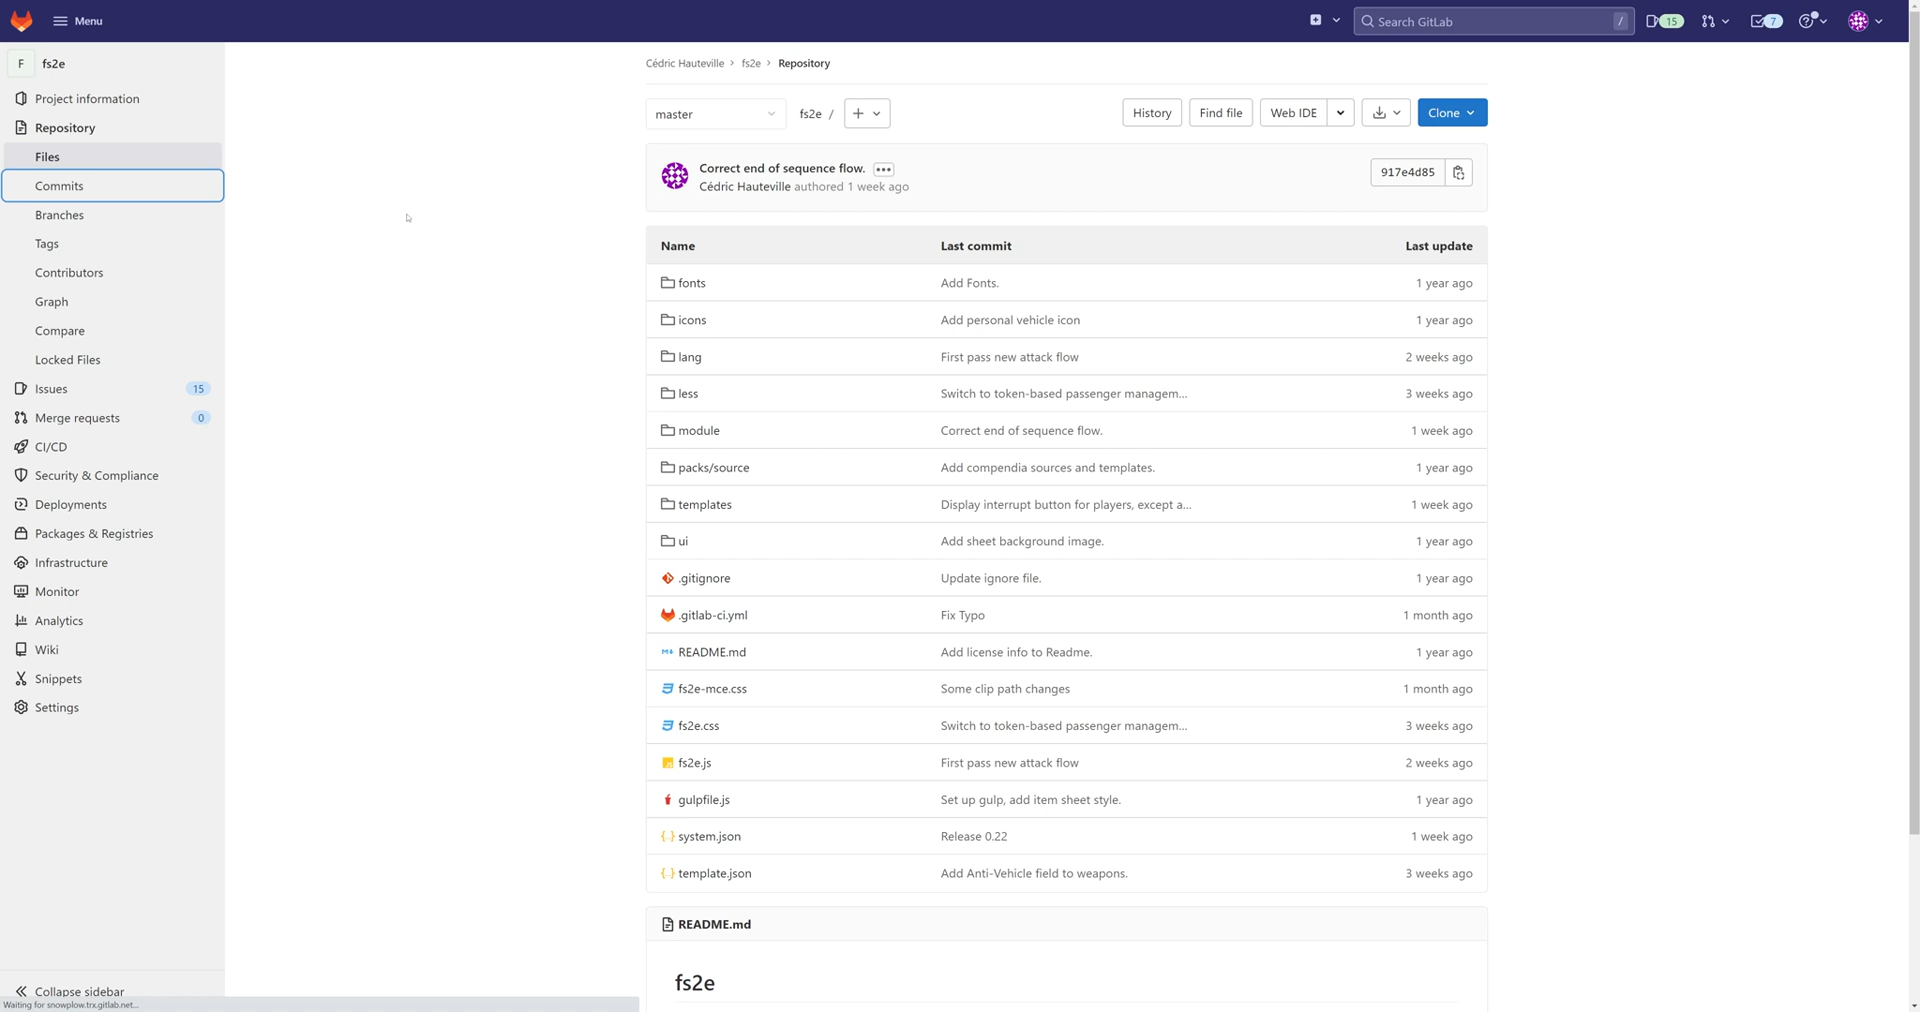 Menu
Search GitLab
/
15
7
F fs2e
Project information
Repository
Files
Commits
Branches
Tags
Contributors
Graph
Compare
Locked Files
Issues 15
Merge requests 0
CI/CD
Security & Compliance
Deployments
Packages & Registries
Infrastructure
Monitor
Analytics
Wiki
Snippets
Settings
Collapse sidebar
Waiting for snowplow.trx.gitlab.net...
Cédric Hauteville > fs2e > Repository
master
fs2e /
History
Find file
Web IDE
Clone
Correct end of sequence flow.
Cédric Hauteville authored 1 week ago
917e4d85
Name Last commit Last update
fonts Add Fonts. 1 year ago
icons Add personal vehicle icon 1 year ago
lang First pass new attack flow 2 weeks ago
less Switch to token-based passenger managem... 3 weeks ago
module Correct end of sequence flow. 1 week ago
packs/source Add compendia sources and templates. 1 year ago
templates Display interrupt button for players, except a... 1 week ago
ui Add sheet background image. 1 year ago
.gitignore Update ignore file. 1 year ago
.gitlab-ci.yml Fix Typo 1 month ago
README.md Add license info to Readme. 1 year ago
fs2e-mce.css Some clip path changes 1 month ago
fs2e.css Switch to token-based passenger managem... 3 weeks ago
fs2e.js First pass new attack flow 2 weeks ago
gulpfile.js Set up gulp, add item sheet style. 1 year ago
system.json Release 0.22 1 week ago
template.json Add Anti-Vehicle field to weapons. 3 weeks ago
README.md
fs2e